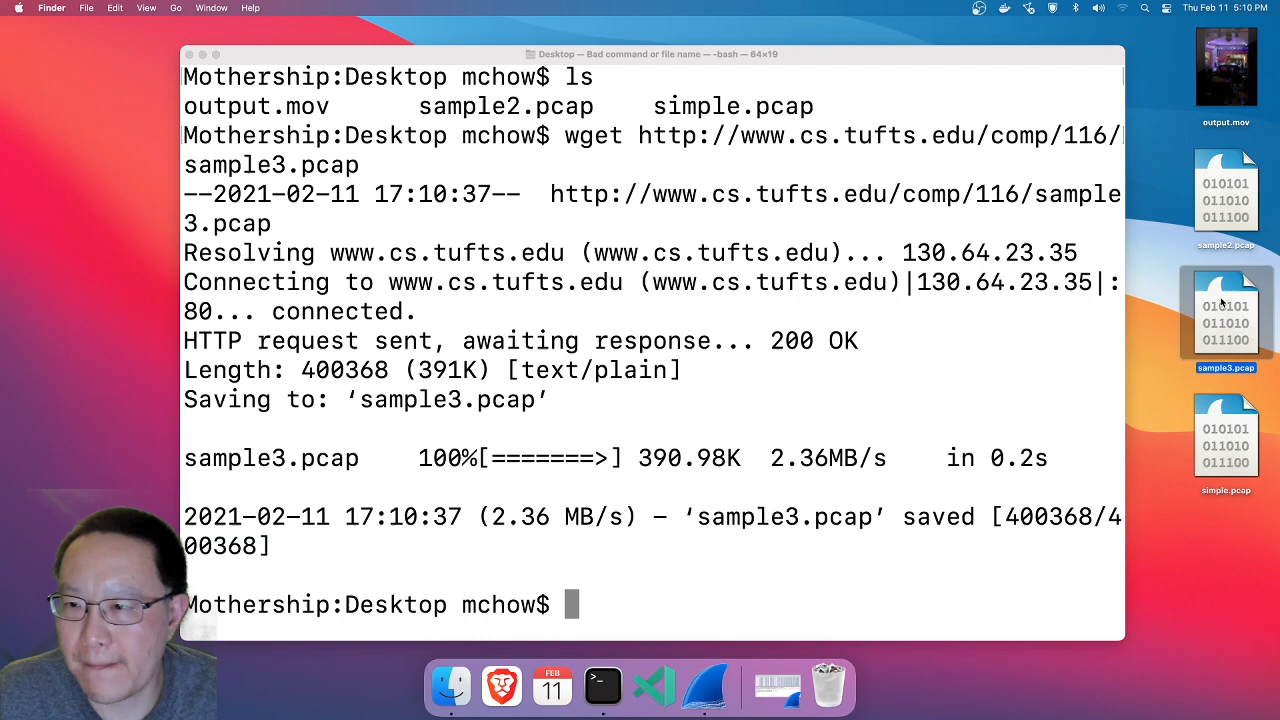 Finder File Edit View Go Window Help
Thu Feb 11 5:10 PM
Desktop — Bad command or file name — -bash — 64×19
Mothership:Desktop mchow$ ls
output.mov sample2.pcap simple.pcap
Mothership:Desktop mchow$ wget http://www.cs.tufts.edu/comp/116/
sample3.pcap
--2021-02-11 17:10:37-- http://www.cs.tufts.edu/comp/116/sample
3.pcap
Resolving www.cs.tufts.edu (www.cs.tufts.edu)... 130.64.23.35
Connecting to www.cs.tufts.edu (www.cs.tufts.edu)|130.64.23.35|:
80... connected.
HTTP request sent, awaiting response... 200 OK
Length: 400368 (391K) [text/plain]
Saving to: ‘sample3.pcap’
sample3.pcap 100%[=======>] 390.98K 2.36MB/s in 0.2s
2021-02-11 17:10:37 (2.36 MB/s) - ‘sample3.pcap’ saved [400368/4
00368]
Mothership:Desktop mchow$
output.mov
010101
011010
011100
sample2.pcap
010101
011010
011100
sample3.pcap
010101
011010
011100
simple.pcap
FEB
11
>_